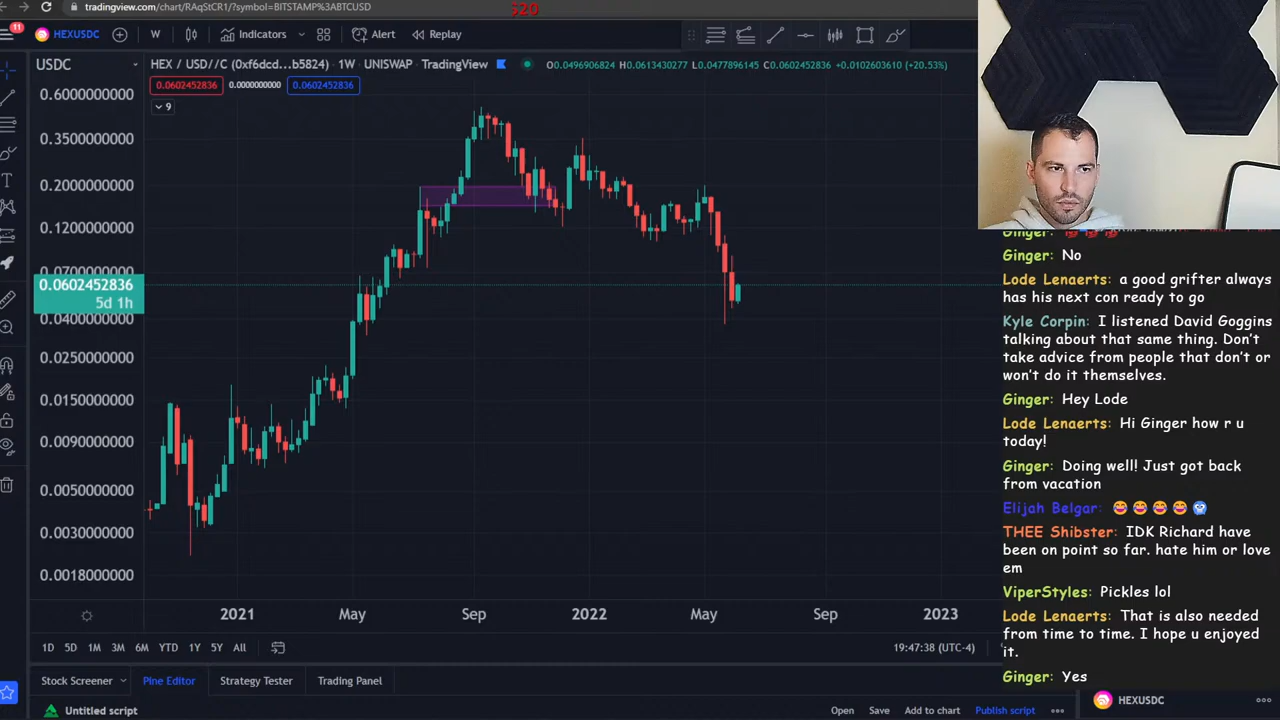 tradingview.com/chart/RAqStCR1/?symbol=BITSTAMP%3ABTCUSD
$20
11
HEXUSDC
W
Indicators
Alert
Replay
USDC
HEX / USD//C (0xf6dcd...b5824) 1W UNISWAP TradingView
O0.0496906824 H0.0613430277 L0.0477896145 C0.0602452836 +0.0102603610 (+20.53%)
0.0602452836 0.0000000000 0.0602452836
9
0.6000000000
0.3500000000
0.2000000000
0.1200000000
0.0700000000
0.0602452836
5d 1h
0.0400000000
0.0250000000
0.0150000000
0.0090000000
0.0050000000
0.0030000000
0.0018000000
2021 May Sep 2022 May Sep 2023
1D 5D 1M 3M 6M YTD 1Y 5Y All
19:47:38 (UTC-4)
Stock Screener Pine Editor Strategy Tester Trading Panel
Untitled script
Open Save Add to chart Publish script
Ginger:
Ginger: No
Lode Lenaerts: a good grifter always
has his next con ready to go
Kyle Corpin: I listened David Goggins
talking about that same thing. Don't
take advice from people that don't or
won't do it themselves.
Ginger: Hey Lode
Lode Lenaerts: Hi Ginger how r u
today!
Ginger: Doing well! Just got back
from vacation
Elijah Belgar: 😂 😂 😂 😂 🥶
THEE Shibster: IDK Richard have
been on point so far. hate him or love
em
ViperStyles: Pickles lol
Lode Lenaerts: That is also needed
from time to time. I hope u enjoyed
it.
Ginger: Yes
HEXUSDC